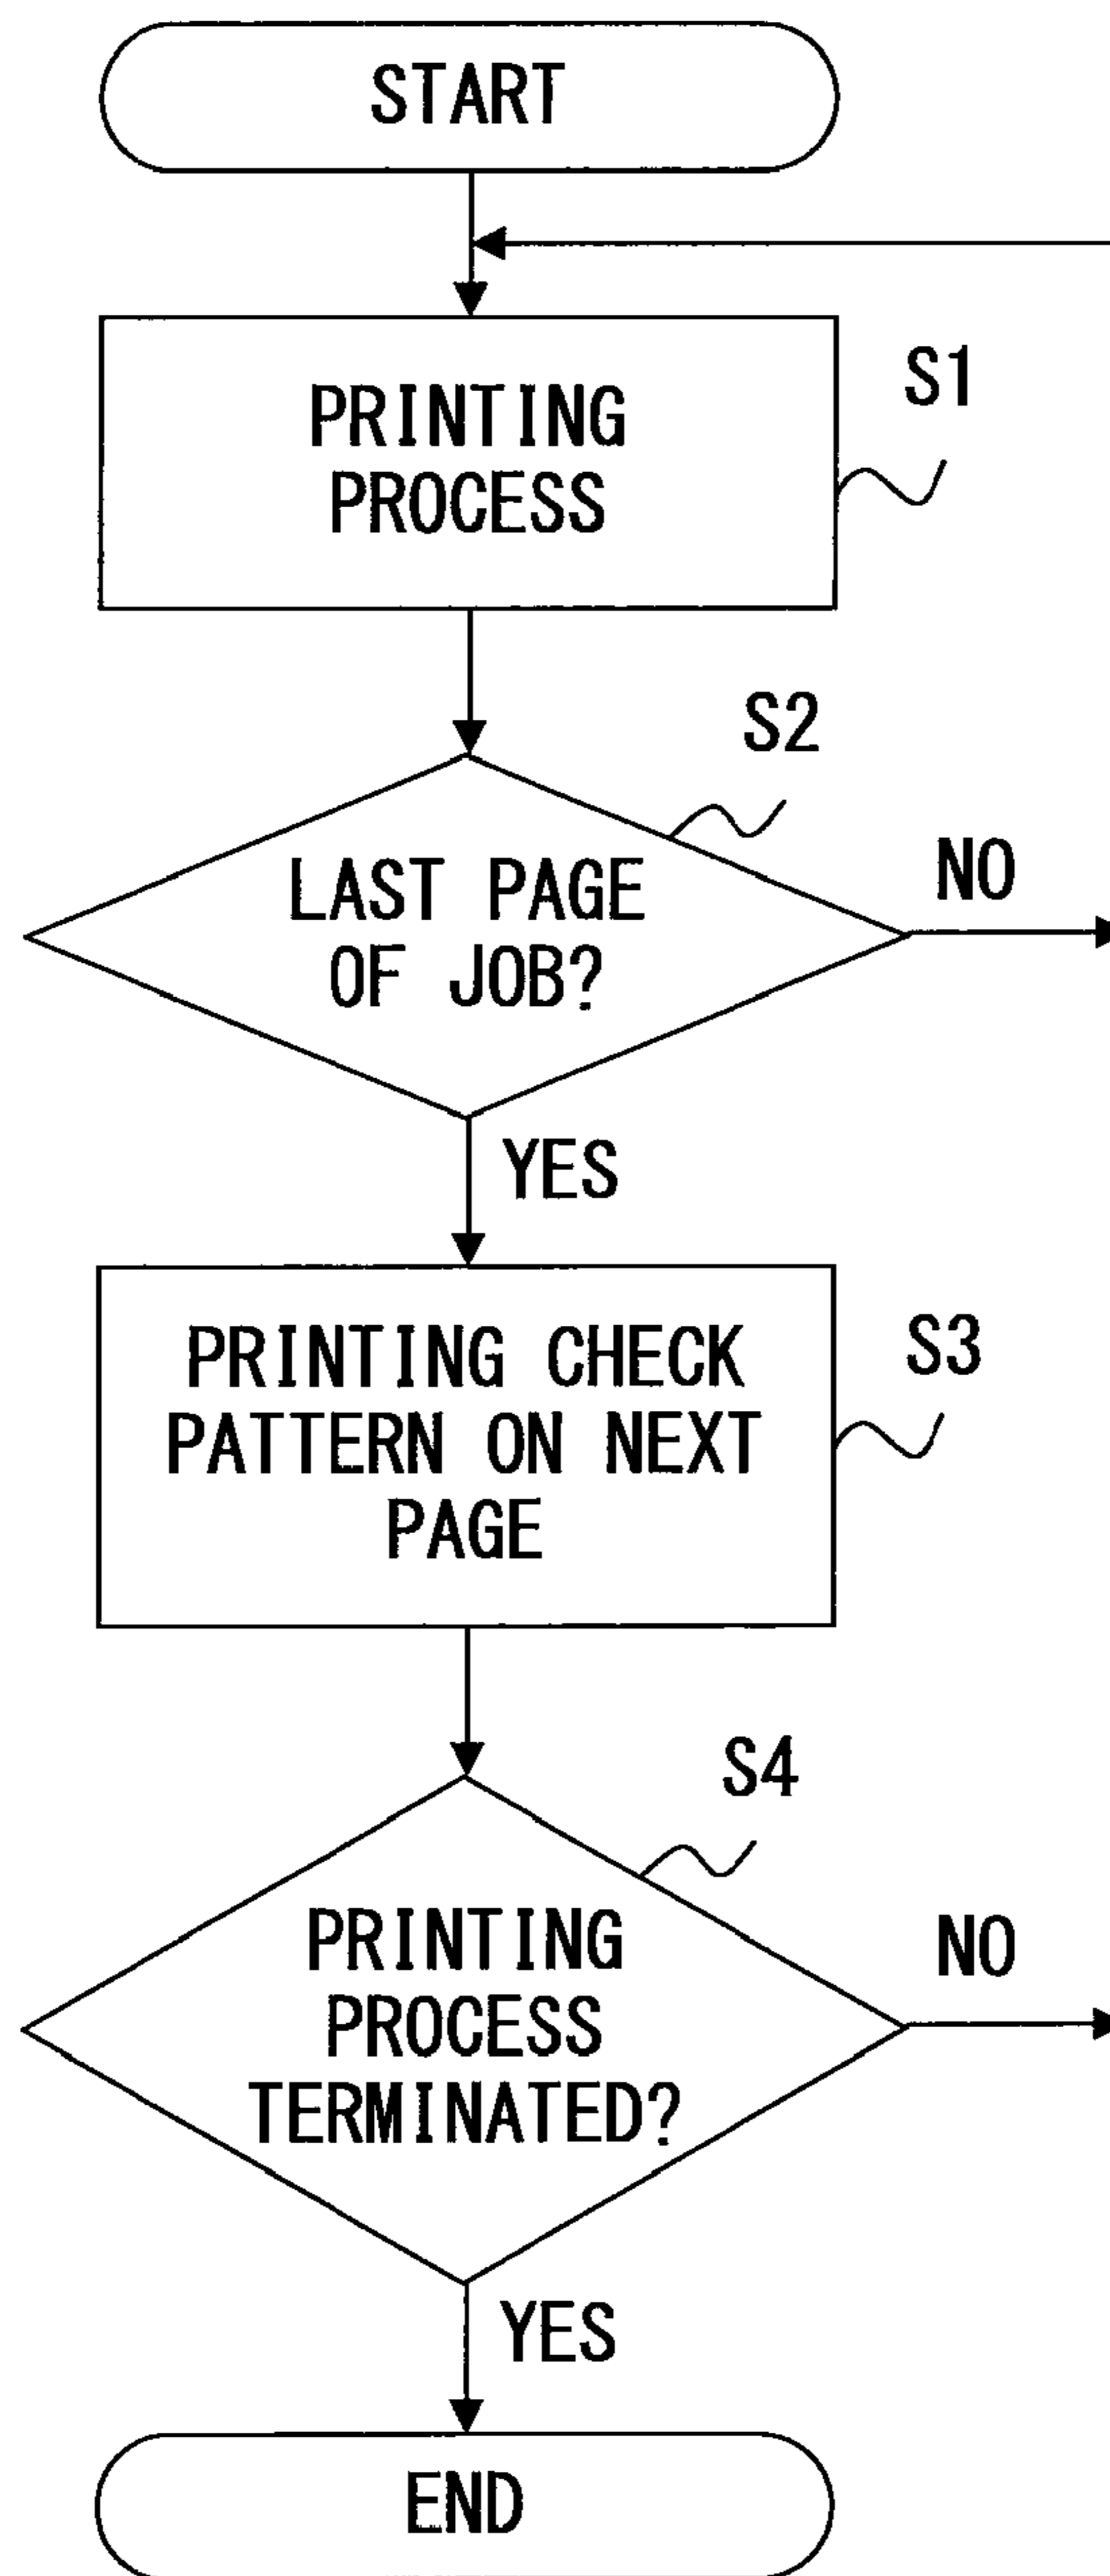 START
PRINTING
PROCESS
S1
S2
LAST PAGE
OF JOB?
NO
YES
PRINTING CHECK
PATTERN ON NEXT
PAGE
S3
S4
PRINTING
PROCESS
TERMINATED?
NO
YES
END